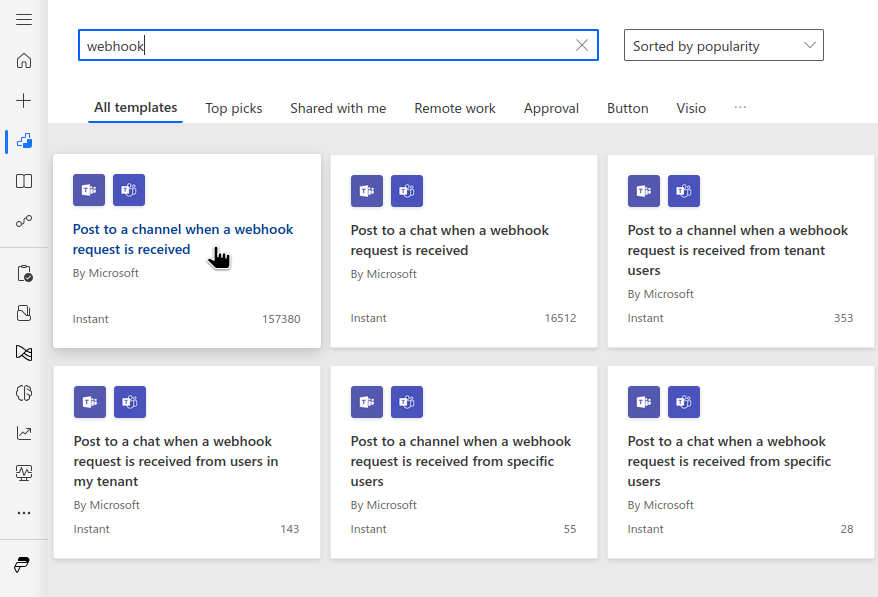 webhook
Sorted by popularity
All templates
Top picks
Shared with me
Remote work
Approval
Button
Visio
...
Post to a channel when a webhook
request is received
By Microsoft
Instant
157380
Post to a chat when a webhook
request is received
By Microsoft
Instant
16512
Post to a channel when a webhook
request is received from tenant
users
By Microsoft
Instant
353
Post to a chat when a webhook
request is received from users in
my tenant
By Microsoft
Instant
143
Post to a channel when a webhook
request is received from specific
users
By Microsoft
Instant
55
Post to a chat when a webhook
request is received from specific
users
By Microsoft
Instant
28